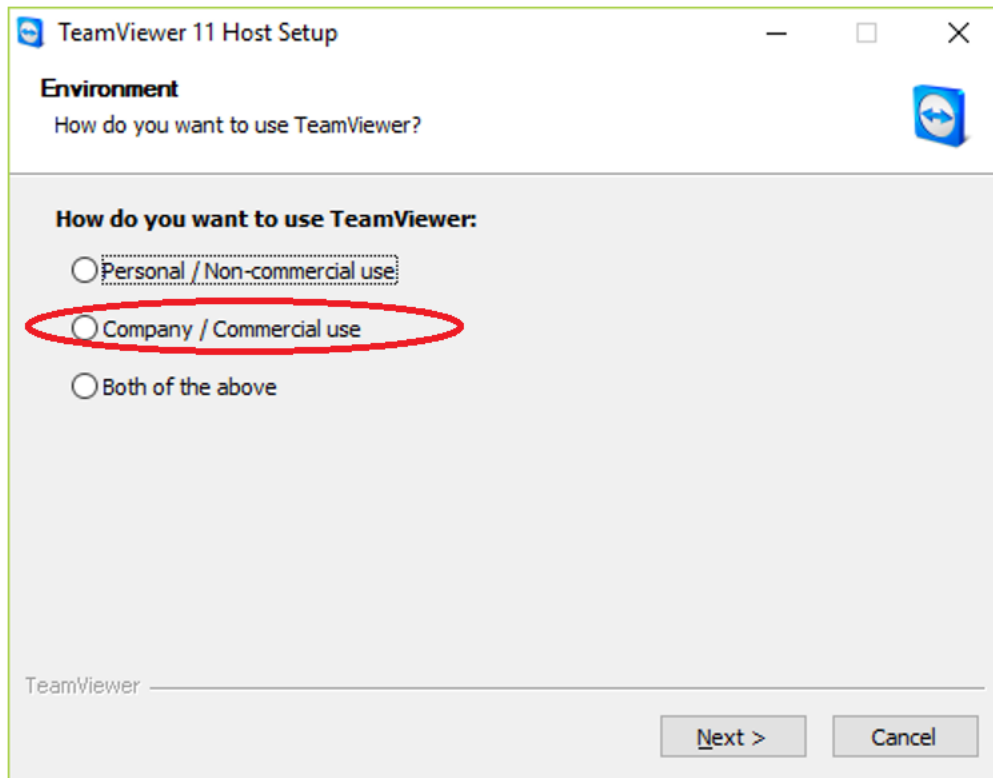 TeamViewer 11 Host Setup
Environment
How do you want to use TeamViewer?
How do you want to use TeamViewer:
Personal / Non-commercial use
Company / Commercial use
Both of the above
TeamViewer
Next >
Cancel